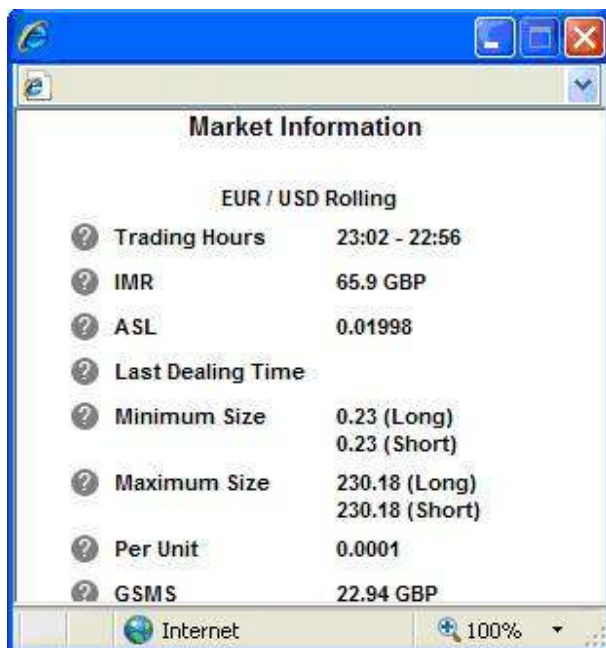 Market Information
EUR / USD Rolling
Trading Hours 23:02 - 22:56
IMR 65.9 GBP
ASL 0.01998
Last Dealing Time
Minimum Size 0.23 (Long)
0.23 (Short)
Maximum Size 230.18 (Long)
230.18 (Short)
Per Unit 0.0001
GSMS 22.94 GBP
Internet 100%